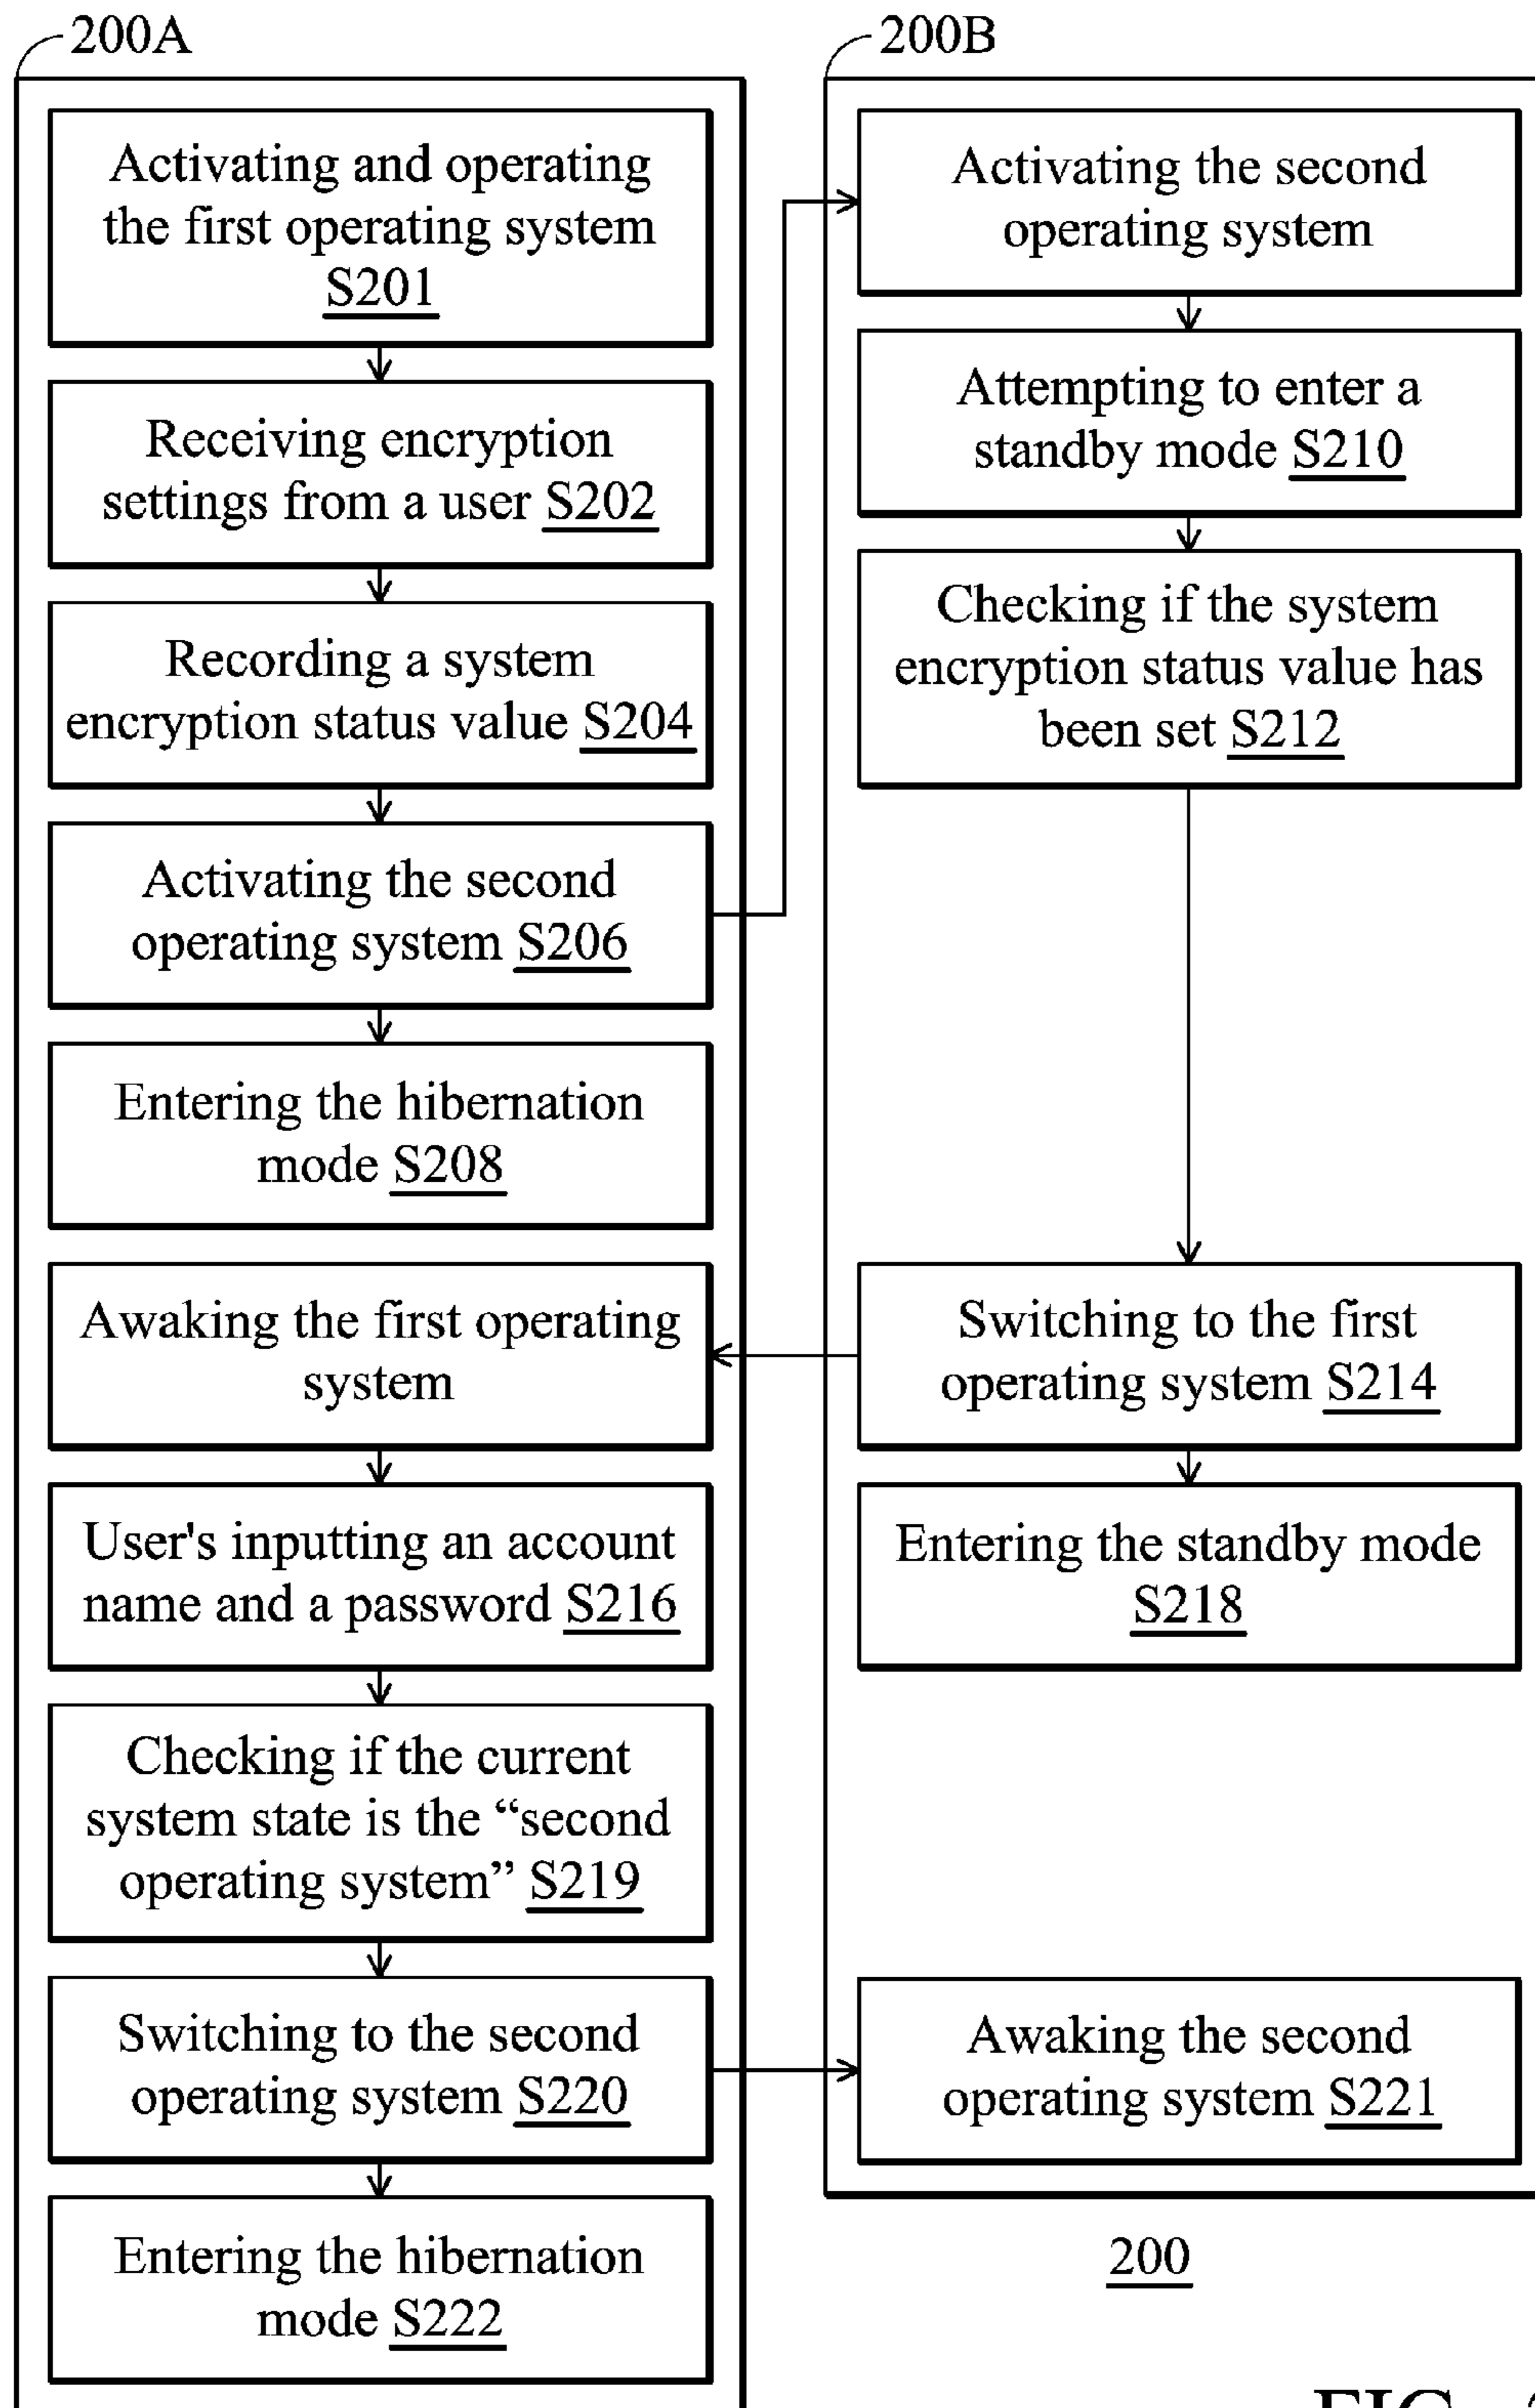 200A
Activating and operating
the first operating system
S201
Receiving encryption
settings from a user S202
Recording a system
encryption status value S204
Activating the second
operating system S206
Entering the hibernation
mode S208
Awaking the first operating
system
User's inputting an account
name and a password S216
Checking if the current
system state is the “second
operating system” S219
Switching to the second
operating system S220
Entering the hibernation
mode S222
200B
Activating the second
operating system
Attempting to enter a
standby mode S210
Checking if the system
encryption status value has
been set S212
Switching to the first
operating system S214
Entering the standby mode
S218
Awaking the second
operating system S221
200